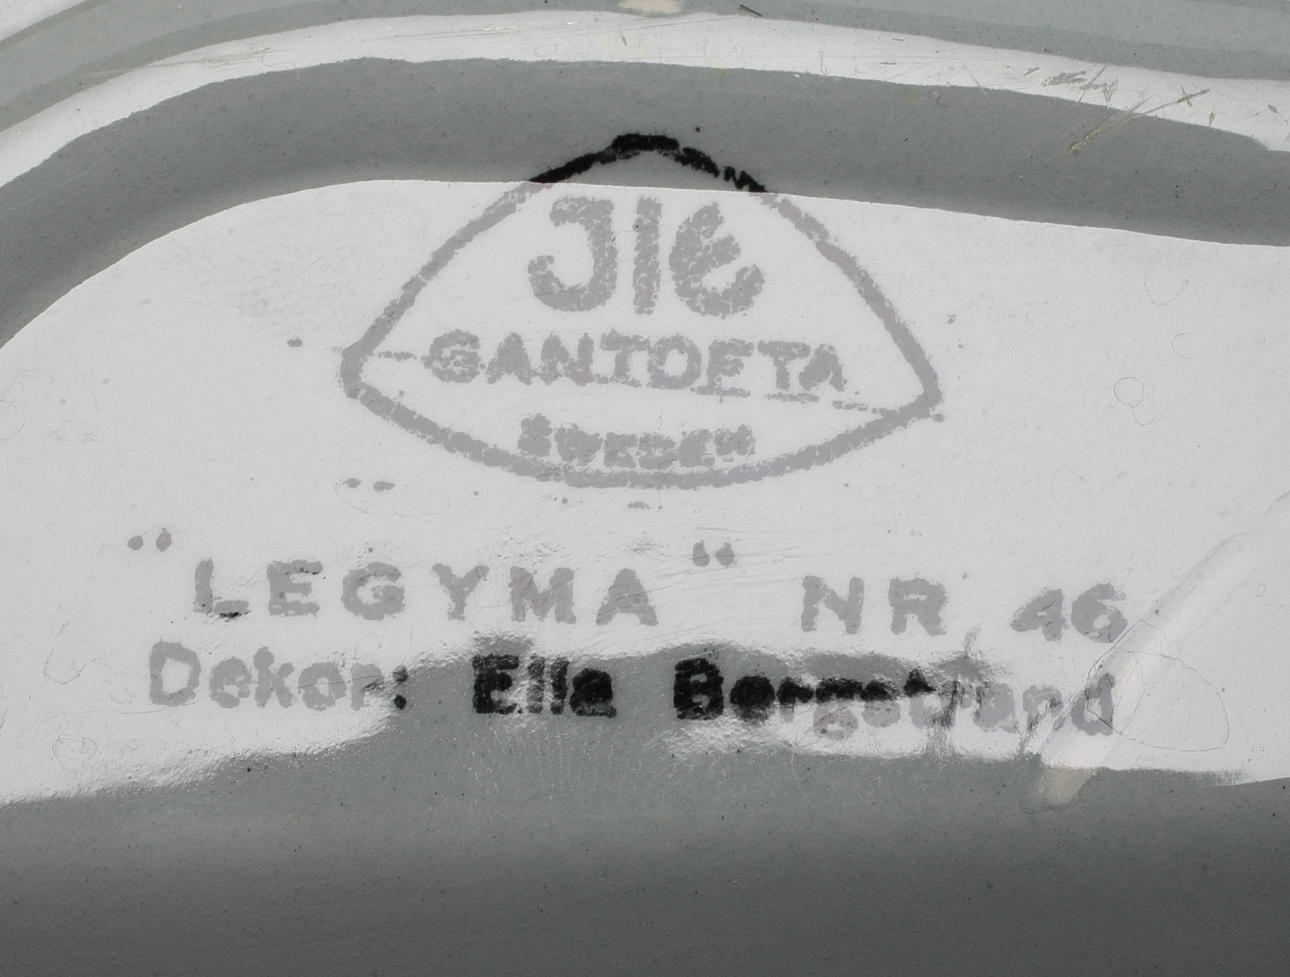 JIE
GANTOFTA
SWEDEN
"LEGYMA" NR 46
Dekor: Ella Bergstrand